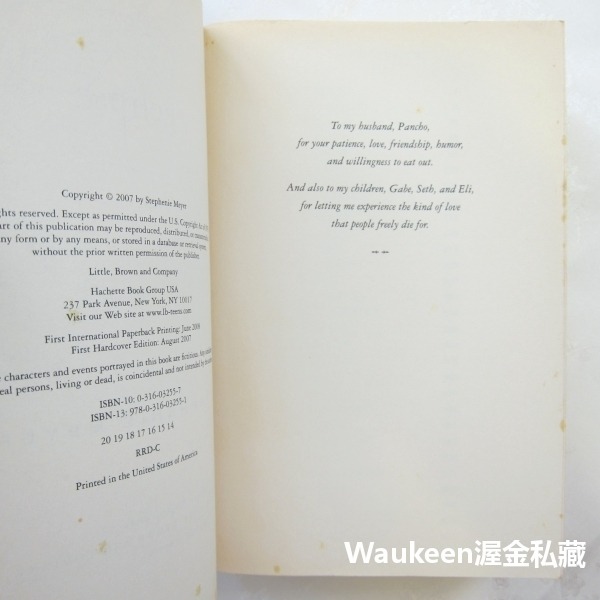 Copyright © 2007 by Stephenie Meyer
ghts reserved. Except as permitted under the U.S. Copyright Act of
art of this publication may be reproduced, distributed, or transmitted
ny form or by any means, or stored in a database or retrieval system,
without the prior written permission of the publisher.
Little, Brown and Company
Hachette Book Group USA
237 Park Avenue, New York, NY 10017
Visit our Web site at www.lb-teens.com
First International Paperback Printing: June 2008
First Hardcover Edition: August 2007
characters and events portrayed in this book are fictitious. Any
eal persons, living or dead, is coincidental and not intended by the
ISBN-10: 0-316-03255-7
ISBN-13: 978-0-316-03255-1
20 19 18 17 16 15 14
RRD-C
Printed in the United States of America
To my husband, Pancho,
for your patience, love, friendship, humor,
and willingness to eat out.
And also to my children, Gabe, Seth, and Eli,
for letting me experience the kind of love
that people freely die for.
Waukeen渥金私藏